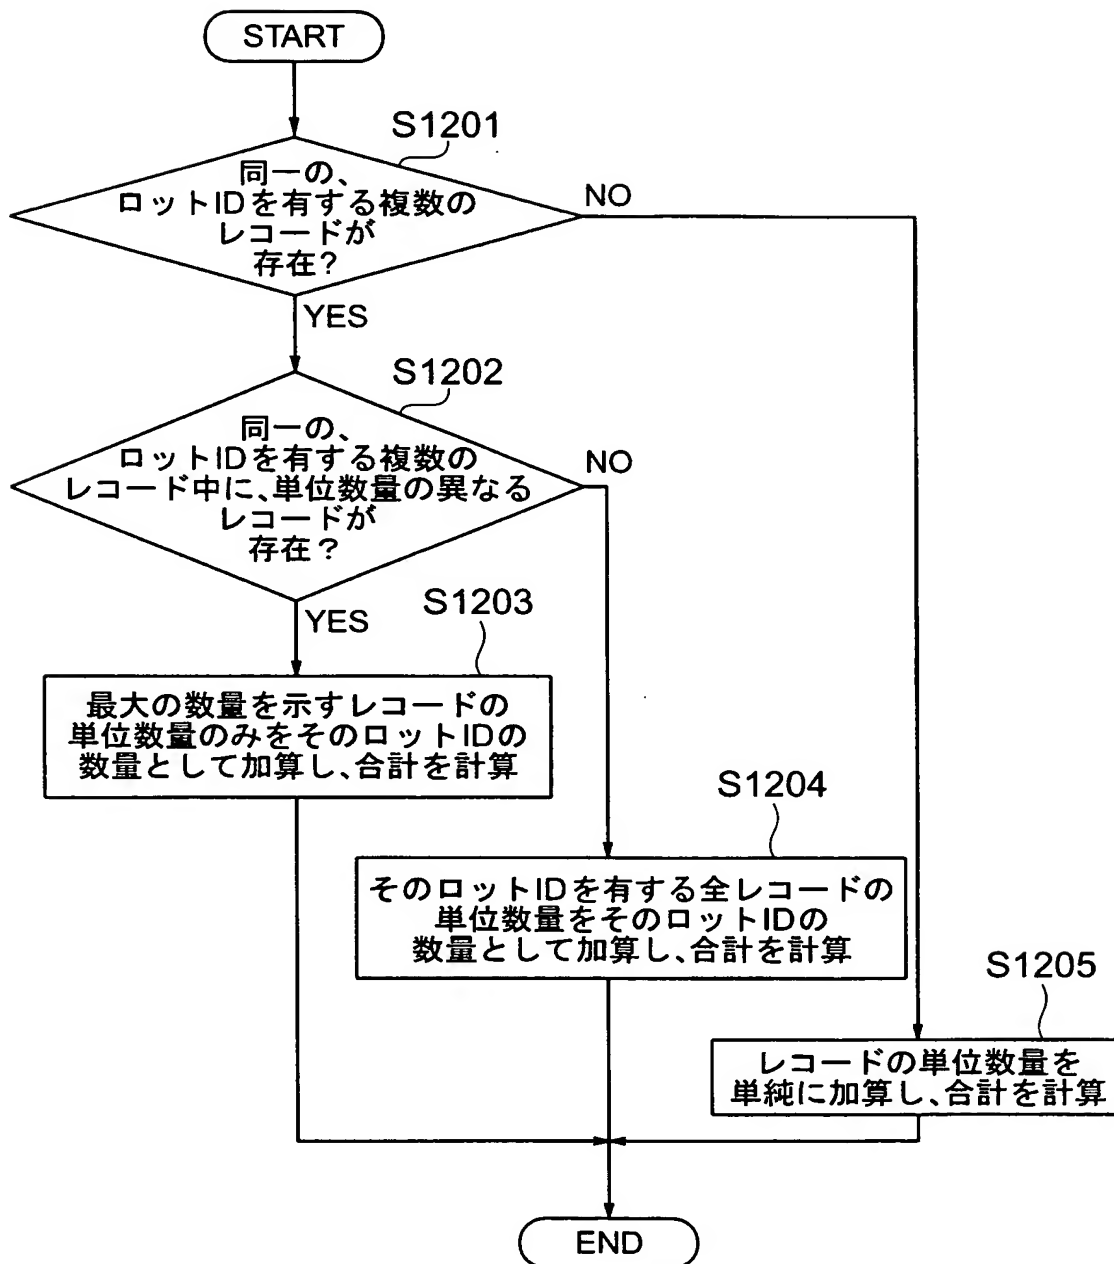 START
S1201
同一の、
ロットIDを有する複数の
レコードが
存在?
NO
YES
S1202
同一の、
ロットIDを有する複数の
レコード中に、単位数量の異なる
レコードが
存在?
NO
YES
S1203
最大の数量を示すレコードの
単位数量のみをそのロットIDの
数量として加算し、合計を計算
S1204
そのロットIDを有する全レコードの
単位数量をそのロットIDの
数量として加算し、合計を計算
S1205
レコードの単位数量を
単純に加算し、合計を計算
END